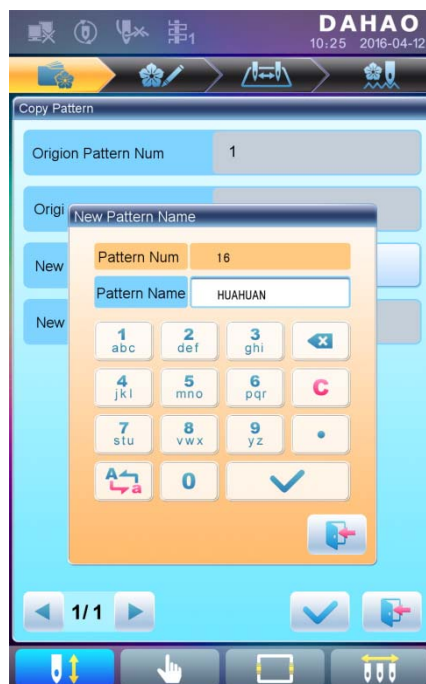 1
DAHAO
10:25 2016-04-12
Copy Pattern
Origion Pattern Num 1
Origi
New Pattern Name
New
Pattern Num 16
Pattern Name HUAHUAN
New
1 2 3
abc def ghi
4 5 6 C
jkl mno pqr
7 8 9
stu vwx yz
A a 0
1/1